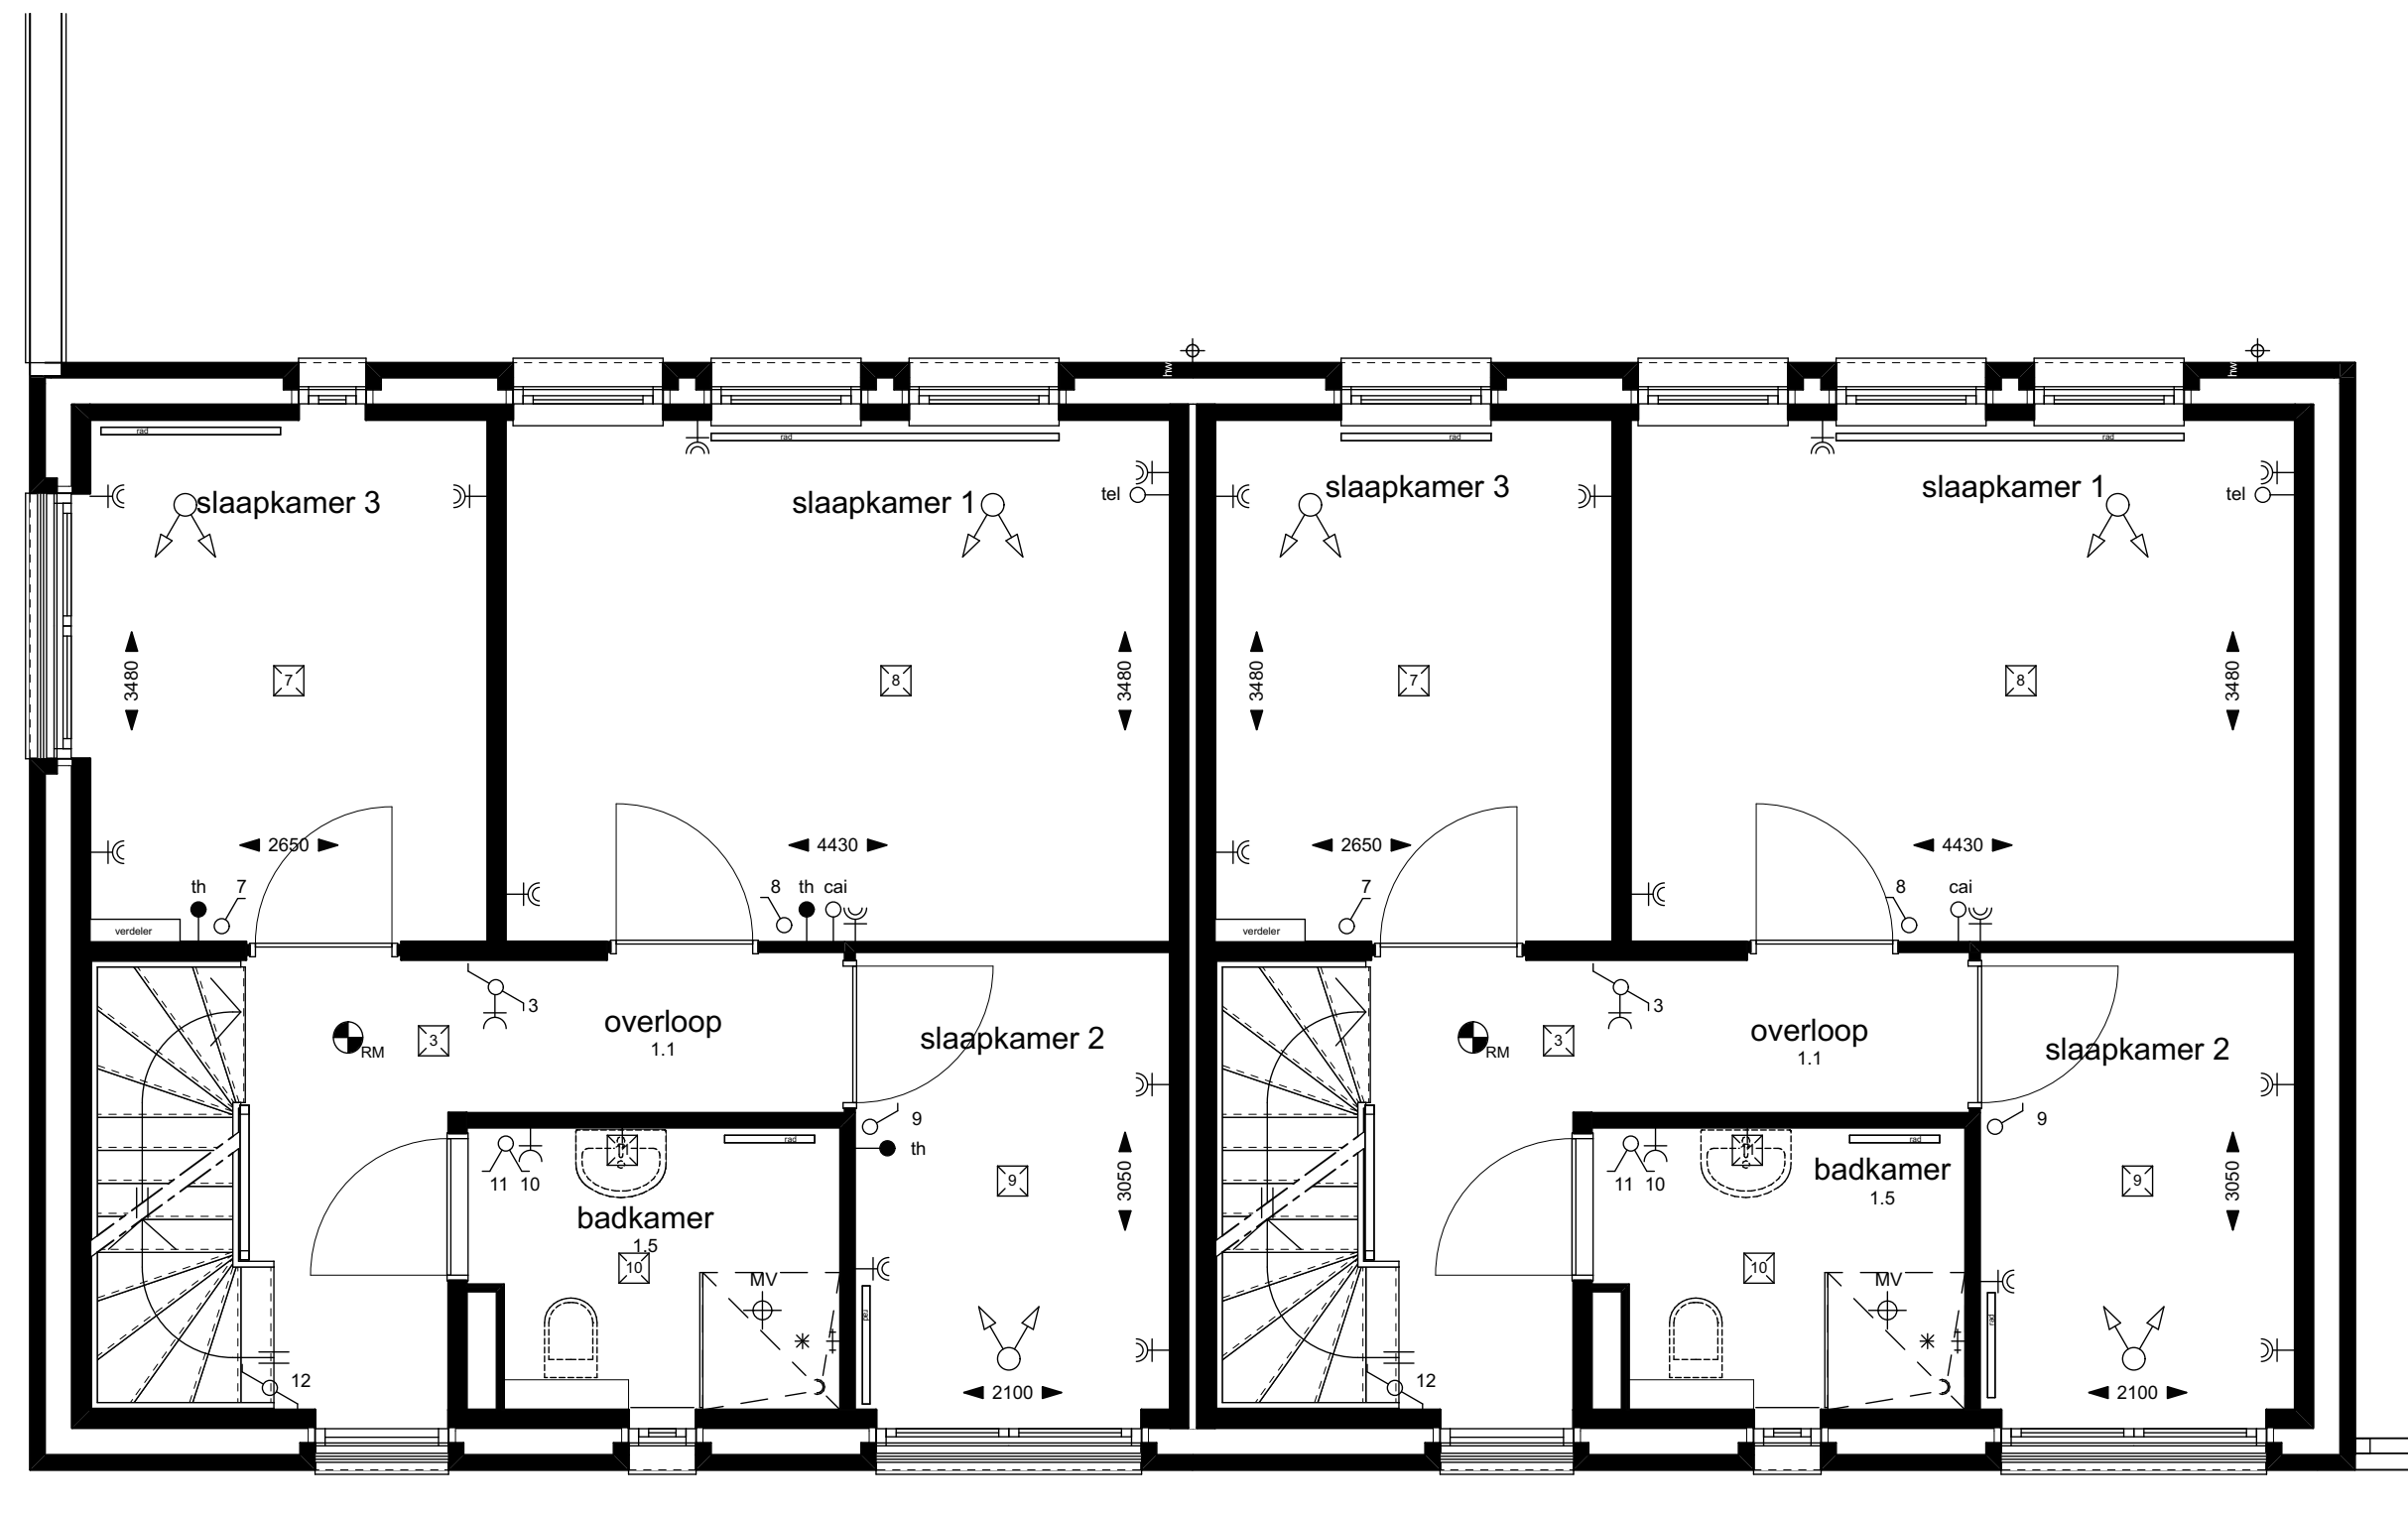 hw
hw
rad
rad
rad
rad
slaapkamer 3
slaapkamer 1
tel
slaapkamer 3
slaapkamer 1
tel
3480
7
8
3480
3480
7
8
3480
2650
4430
2650
4430
th
7
8
th
cai
7
8
cai
verdeler
verdeler
3
3
RM
3
overloop
1.1
slaapkamer 2
RM
3
overloop
1.1
slaapkamer 2
9
th
9
rad
rad
11
10
11
10
badkamer
1.5
10
9
3050
badkamer
1.5
10
9
3050
MV
MV
rad
rad
12
2100
12
2100